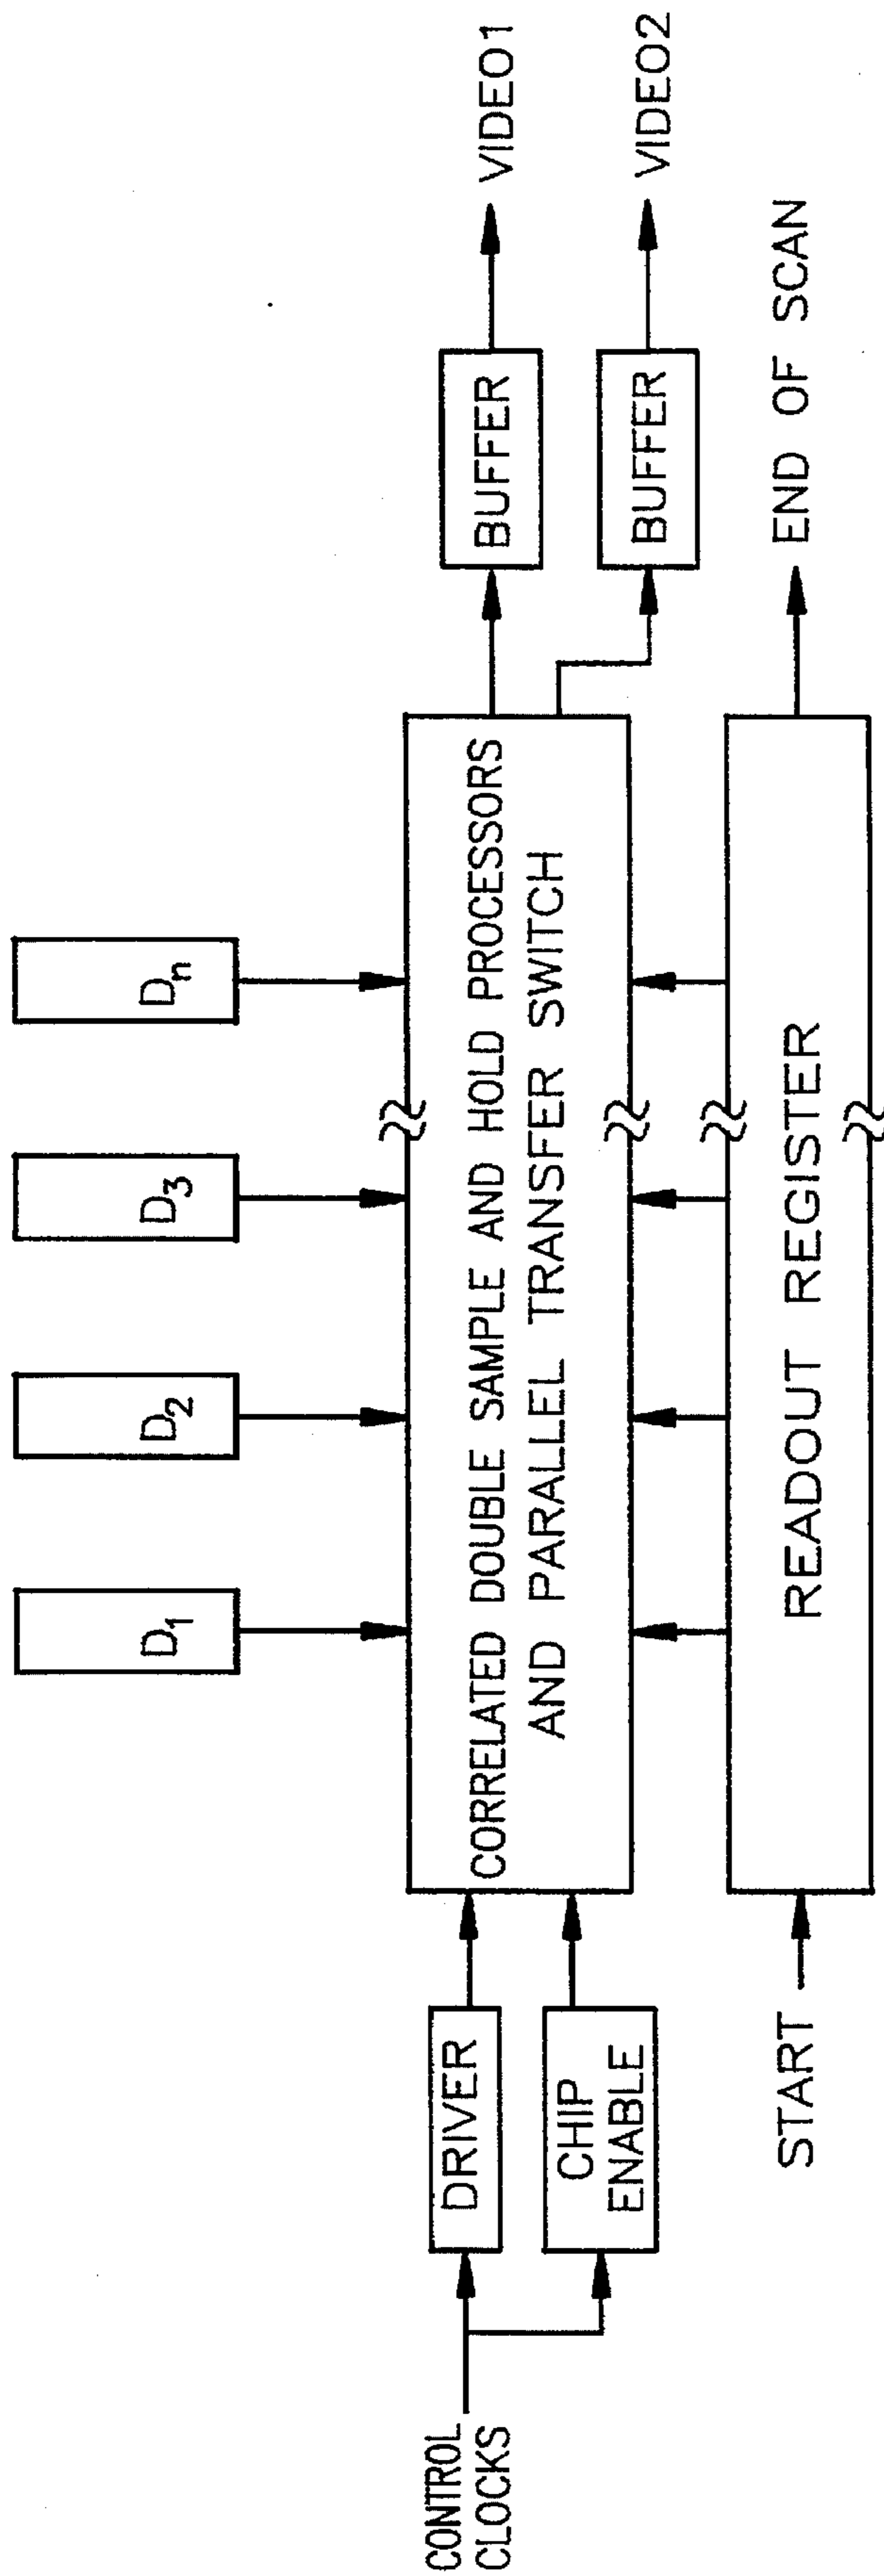 D1
D2
D3
Dn
CONTROL
CLOCKS
DRIVER
CHIP
ENABLE
CORRELATED DOUBLE SAMPLE AND HOLD PROCESSORS
AND PARALLEL TRANSFER SWITCH
BUFFER
VIDEO1
BUFFER
VIDEO2
START
READOUT REGISTER
END OF SCAN